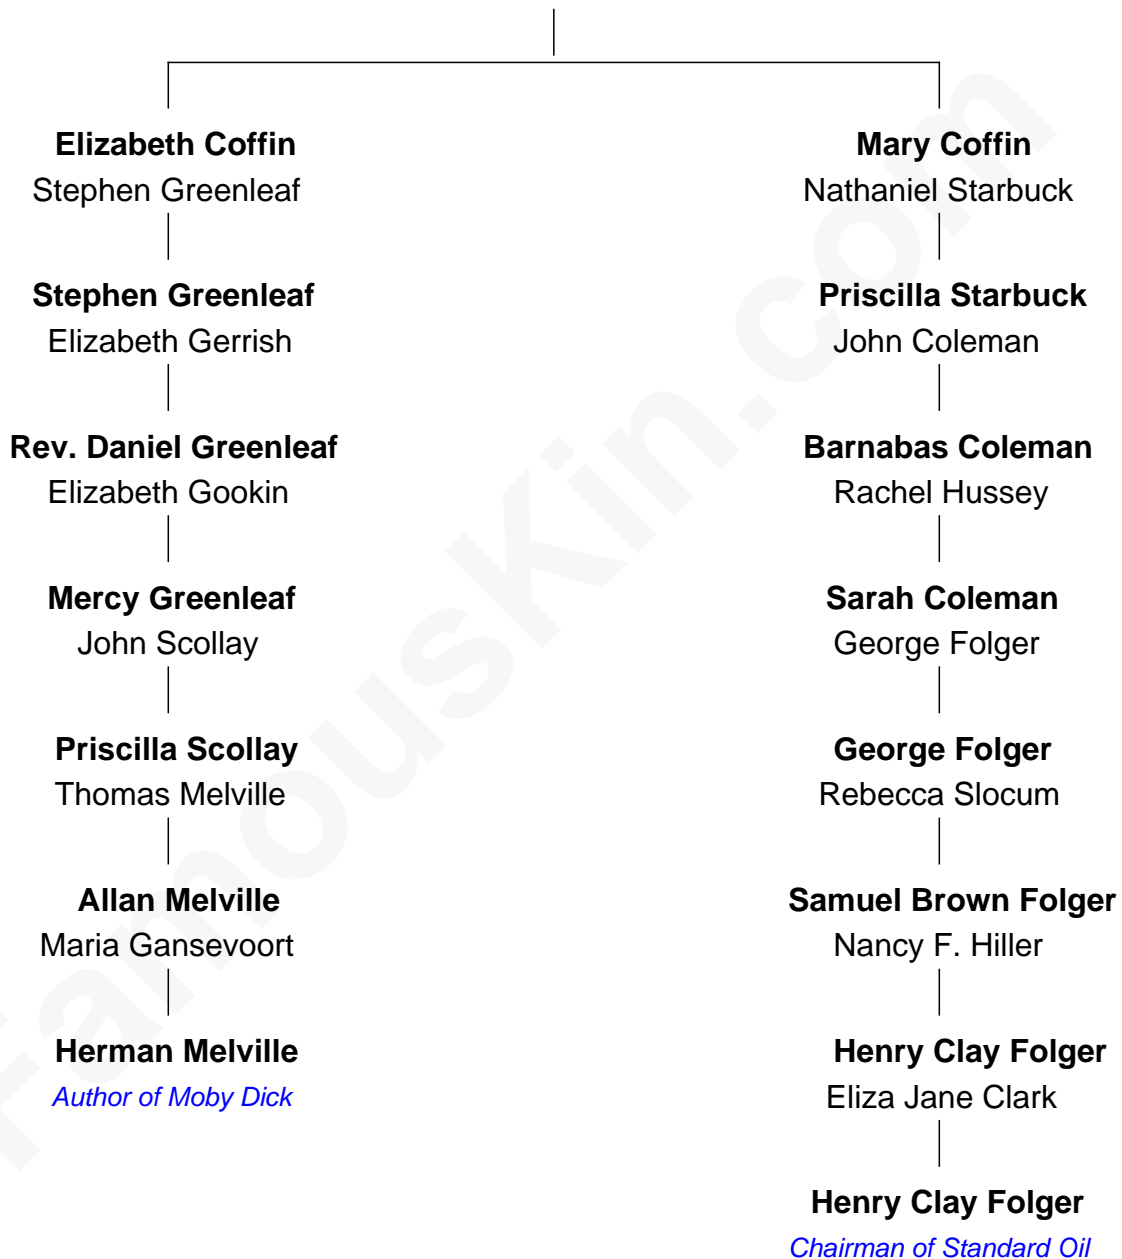 Elizabeth Coffin
Stephen Greenleaf
Stephen Greenleaf
Elizabeth Gerrish
Rev. Daniel Greenleaf
Elizabeth Gookin
Mercy Greenleaf
John Scollay
Priscilla Scollay
Thomas Melville
Allan Melville
Maria Gansevoort
Herman Melville
Author of Moby Dick
Mary Coffin
Nathaniel Starbuck
Priscilla Starbuck
John Coleman
Barnabas Coleman
Rachel Hussey
Sarah Coleman
George Folger
George Folger
Rebecca Slocum
Samuel Brown Folger
Nancy F. Hiller
Henry Clay Folger
Eliza Jane Clark
Henry Clay Folger
Chairman of Standard Oil
FamousKin.com